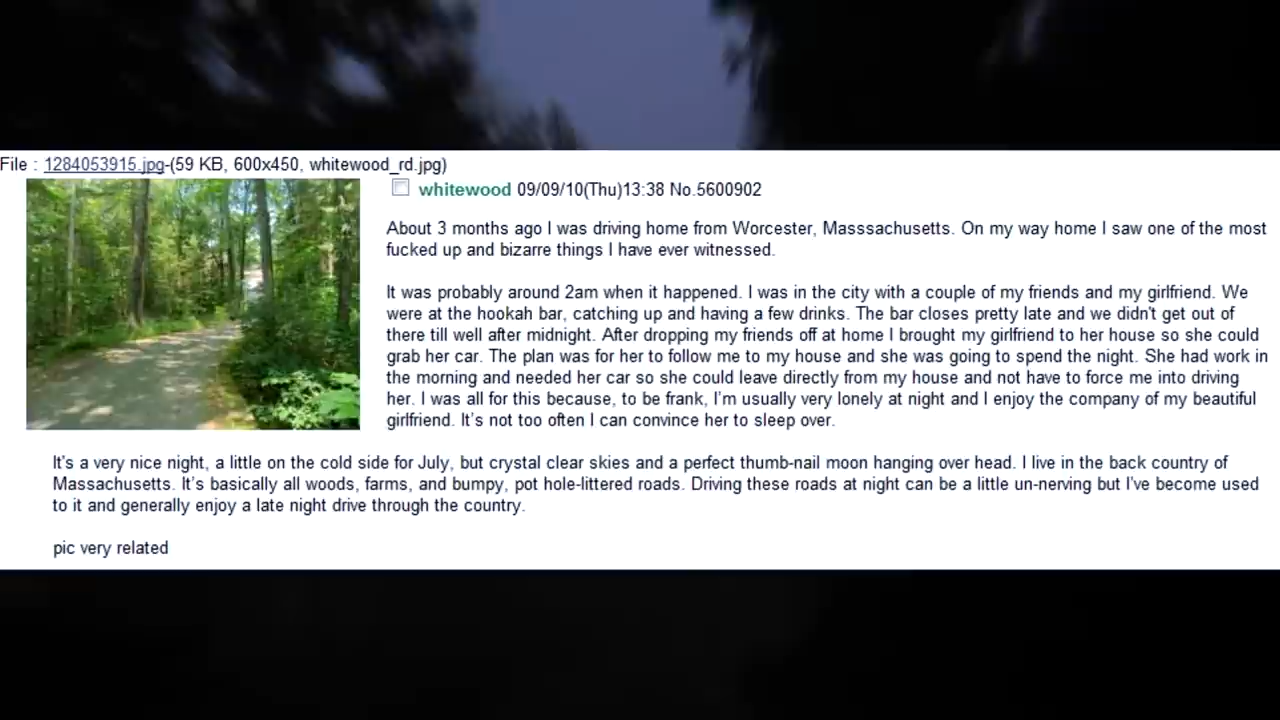 File : 1284053915.jpg-(59 KB, 600x450, whitewood_rd.jpg)
whitewood 09/09/10(Thu)13:38 No.5600902
About 3 months ago I was driving home from Worcester, Masssachusetts. On my way home I saw one of the most
fucked up and bizarre things I have ever witnessed.
It was probably around 2am when it happened. I was in the city with a couple of my friends and my girlfriend. We
were at the hookah bar, catching up and having a few drinks. The bar closes pretty late and we didn't get out of
there till well after midnight. After dropping my friends off at home I brought my girlfriend to her house so she could
grab her car. The plan was for her to follow me to my house and she was going to spend the night. She had work in
the morning and needed her car so she could leave directly from my house and not have to force me into driving
her. I was all for this because, to be frank, I'm usually very lonely at night and I enjoy the company of my beautiful
girlfriend. It's not too often I can convince her to sleep over.
It's a very nice night, a little on the cold side for July, but crystal clear skies and a perfect thumb-nail moon hanging over head. I live in the back country of
Massachusetts. It's basically all woods, farms, and bumpy, pot hole-littered roads. Driving these roads at night can be a little un-nerving but I've become used
to it and generally enjoy a late night drive through the country.
pic very related